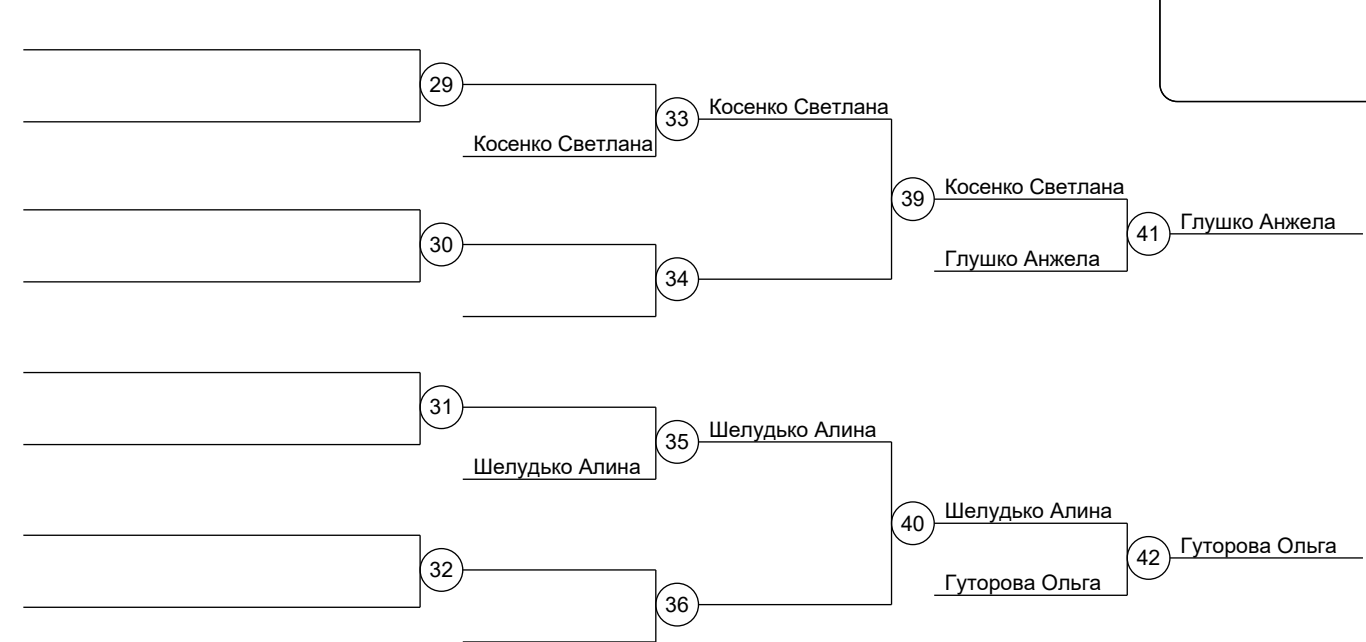 29
33
Косенко Светлана
Косенко Светлана
39
Косенко Светлана
41
Глушко Анжела
30
34
Глушко Анжела
31
35
Шелудько Алина
Шелудько Алина
40
Шелудько Алина
42
Гуторова Ольга
32
36
Гуторова Ольга